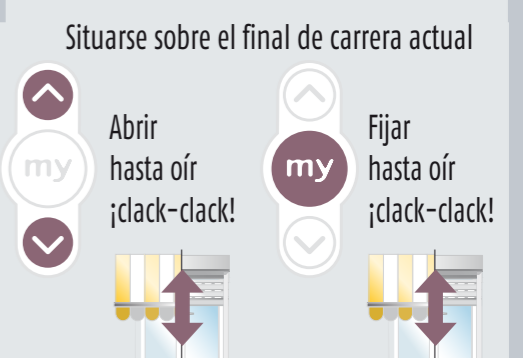 Situarse sobre el final de carrera actual
my
Abrir
hasta oír
¡clack-clack!
my
Fijar
hasta oír
¡clack-clack!